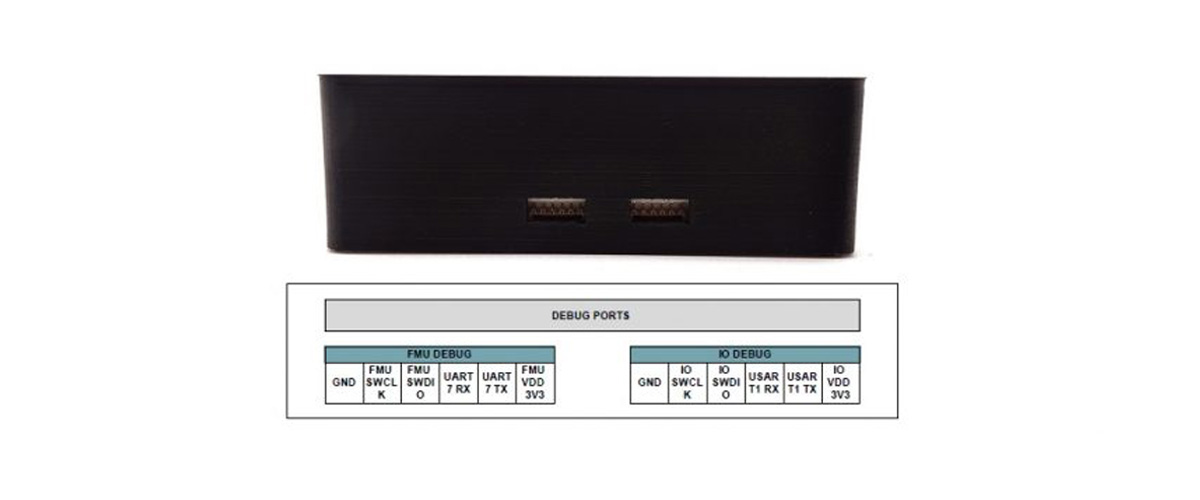 DEBUG PORTS
FMU DEBUG
GND
FMU
SWCL
K
FMU
SWDI
O
UART
7 RX
UART
7 TX
FMU
VDD
3V3
IO DEBUG
GND
IO
SWCL
K
IO
SWDI
O
USAR
T1 RX
USAR
T1 TX
IO
VDD
3V3